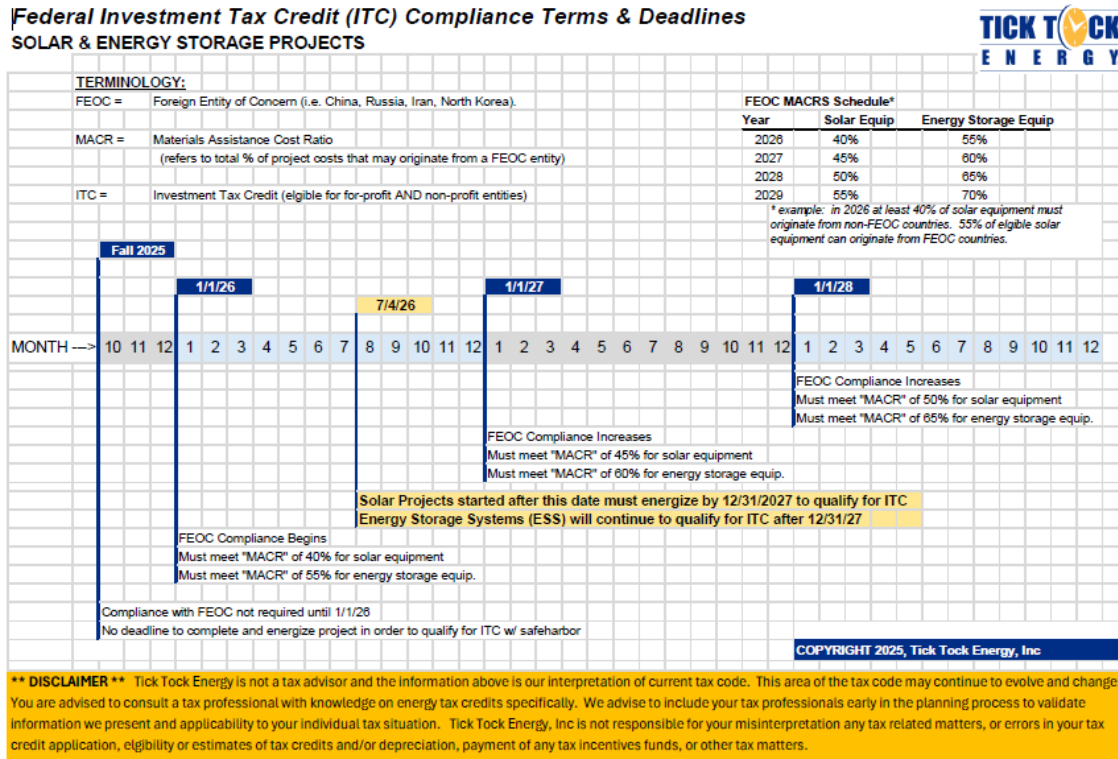 Federal Investment Tax Credit (ITC) Compliance Terms & Deadlines
SOLAR & ENERGY STORAGE PROJECTS
TICK TOCK
ENERGY
TERMINOLOGY:
FEOC = Foreign Entity of Concern (i.e. China, Russia, Iran, North Korea).
MACR = Materials Assistance Cost Ratio
(refers to total % of project costs that may originate from a FEOC entity)
ITC = Investment Tax Credit (elgible for for-profit AND non-profit entities)
FEOC MACRS Schedule*
Year Solar Equip Energy Storage Equip
2026 40% 55%
2027 45% 60%
2028 50% 65%
2029 55% 70%
* example: in 2026 at least 40% of solar equipment must
originate from non-FEOC countries. 55% of elgible solar
equipment can originate from FEOC countries.
Fall 2025
1/1/26
7/4/26
1/1/27
1/1/28
MONTH ---> 10 11 12 1 2 3 4 5 6 7 8 9 10 11 12 1 2 3 4 5 6 7 8 9 10 11 12 1 2 3 4 5 6 7 8 9 10 11 12
FEOC Compliance Increases
Must meet "MACR" of 50% for solar equipment
Must meet "MACR" of 65% for energy storage equip.
FEOC Compliance Increases
Must meet "MACR" of 45% for solar equipment
Must meet "MACR" of 60% for energy storage equip.
Solar Projects started after this date must energize by 12/31/2027 to qualify for ITC
Energy Storage Systems (ESS) will continue to qualify for ITC after 12/31/27
FEOC Compliance Begins
Must meet "MACR" of 40% for solar equipment
Must meet "MACR" of 55% for energy storage equip.
Compliance with FEOC not required until 1/1/26
No deadline to complete and energize project in order to qualify for ITC w/ safeharbor
COPYRIGHT 2025, Tick Tock Energy, Inc
** DISCLAIMER ** Tick Tock Energy is not a tax advisor and the information above is our interpretation of current tax code. This area of the tax code may continue to evolve and change
You are advised to consult a tax professional with knowledge on energy tax credits specifically. We advise to include your tax professionals early in the planning process to validate
information we present and applicability to your individual tax situation. Tick Tock Energy, Inc is not responsible for your misinterpretation any tax related matters, or errors in your tax
credit application, elgibility or estimates of tax credits and/or depreciation, payment of any tax incentives funds, or other tax matters.